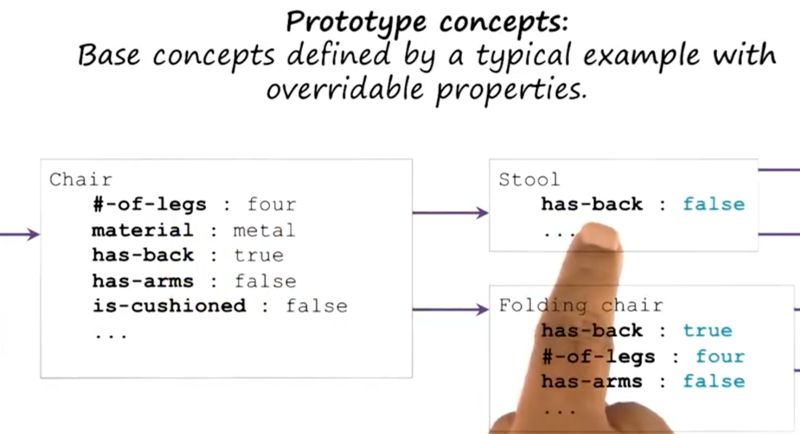 Prototype concepts:
Base concepts defined by a typical example with
overridable properties.
Chair
#-of-legs : four
material : metal
has-back : true
has-arms : false
is-cushioned : false
...
Stool
has-back : false
...
Folding chair
has-back : true
#-of-legs : four
has-arms : false
...